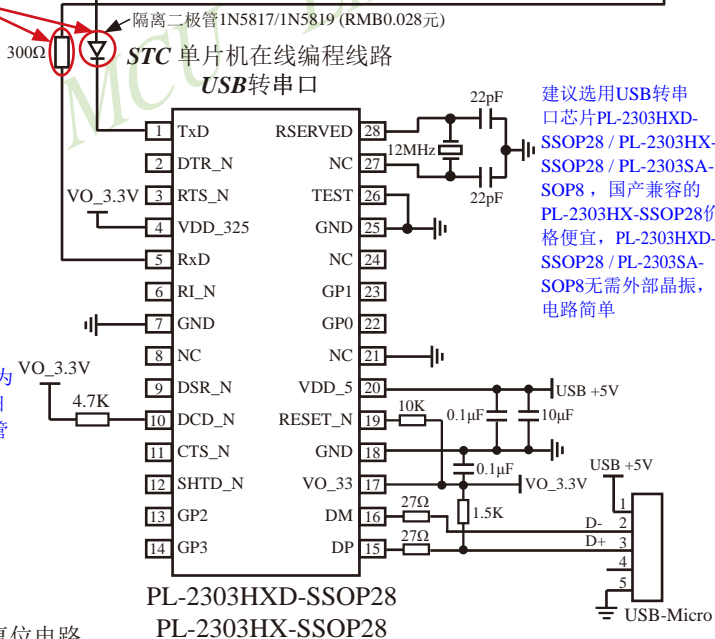 隔离二极管1N5817/1N5819 (RMB0.028元)
300Ω
STC 单片机在线编程线路
USB转串口
MCU
1 TxD
2 DTR_N
3 RTS_N
4 VDD_325
5 RxD
6 RI_N
7 GND
8 NC
9 DSR_N
10 DCD_N
11 CTS_N
12 SHTD_N
13 GP2
14 GP3
RSERVED 28
NC 27
TEST 26
GND 25
NC 24
GP1 23
GP0 22
NC 21
VDD_5 20
RESET_N 19
GND 18
VO_33 17
DM 16
DP 15
VO_3.3V
VO_3.3V
4.7K
为
管
22pF
12MHz
22pF
建议选用USB转串
口芯片PL-2303HXD-
SSOP28 / PL-2303HX-
SSOP28 / PL-2303SA-
SOP8，国产兼容的
PL-2303HX-SSOP28价
格便宜，PL-2303HXD-
SSOP28 / PL-2303SA-
SOP8无需外部晶振，
电路简单
USB +5V
10K
0.1μF
10μF
0.1μF
VO_3.3V
27Ω
27Ω
1.5K
USB +5V
D-
D+
1
2
3
4
5
USB-Micro
PL-2303HXD-SSOP28
PL-2303HX-SSOP28
复位电路